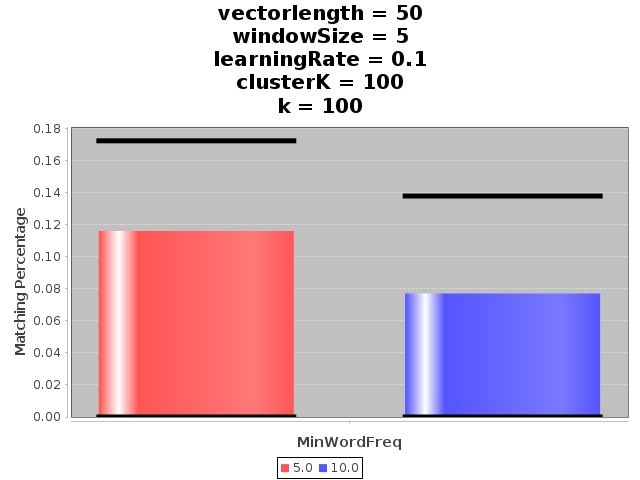 vectorlength = 50
windowSize = 5
learningRate = 0.1
clusterK = 100
k = 100
0.18
0.16
0.14
0.12
0.10
0.08
0.06
0.04
0.02
0.00
Matching Percentage
MinWordFreq
5.0 10.0